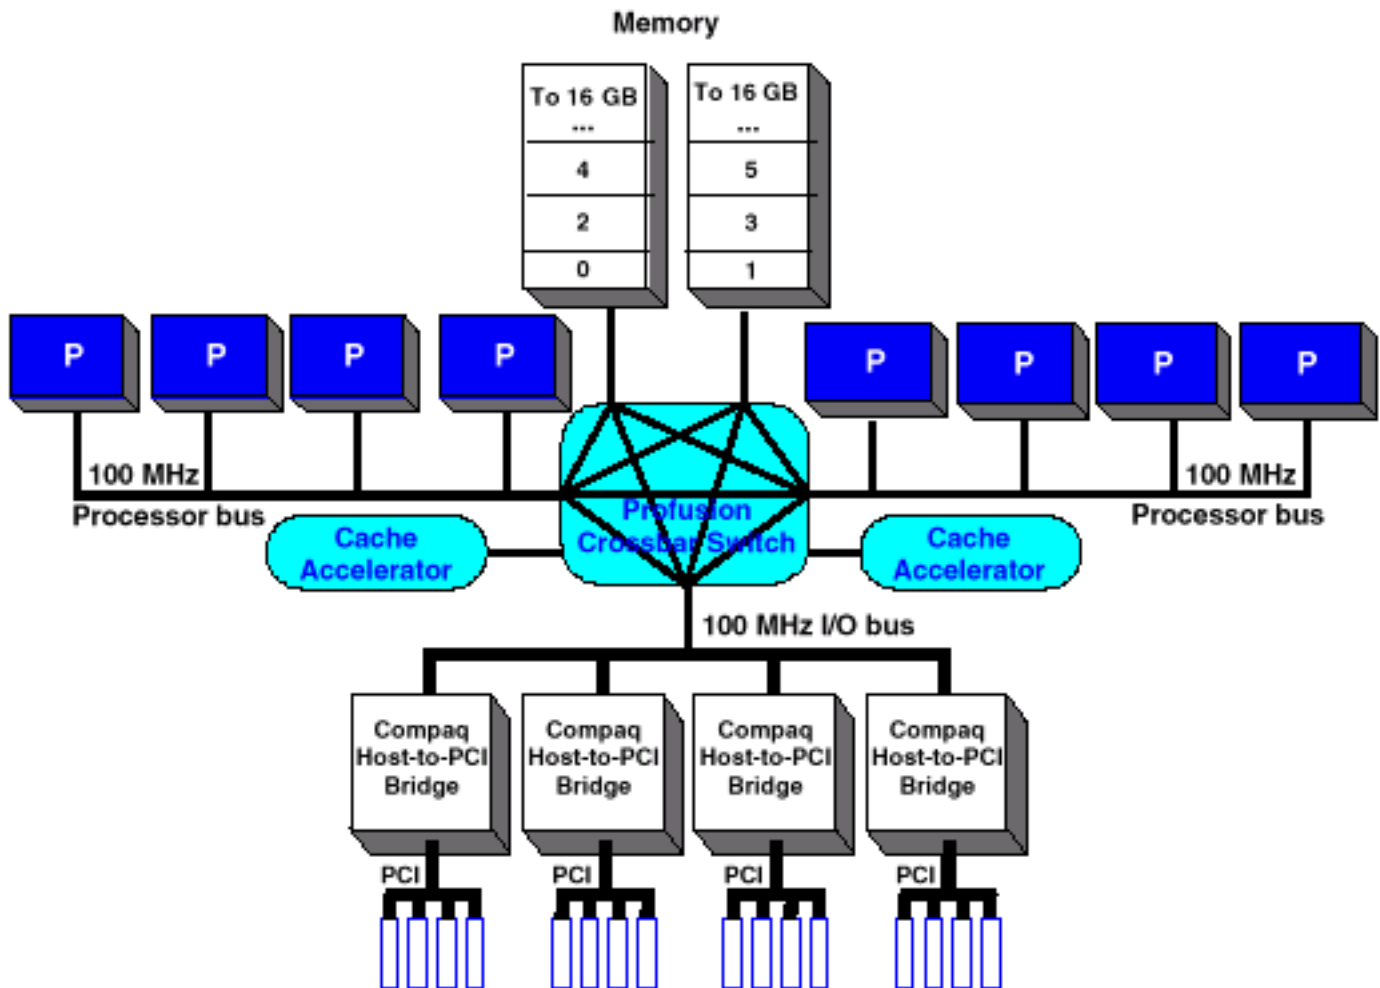 Memory
To 16 GB
...
4
2
0
To 16 GB
...
5
3
1
P
P
P
P
P
P
P
P
100 MHz
Processor bus
100 MHz
Processor bus
Profusion
Crossbar Switch
Cache
Accelerator
Cache
Accelerator
100 MHz I/O bus
Compaq
Host-to-PCI
Bridge
Compaq
Host-to-PCI
Bridge
Compaq
Host-to-PCI
Bridge
Compaq
Host-to-PCI
Bridge
PCI
PCI
PCI
PCI